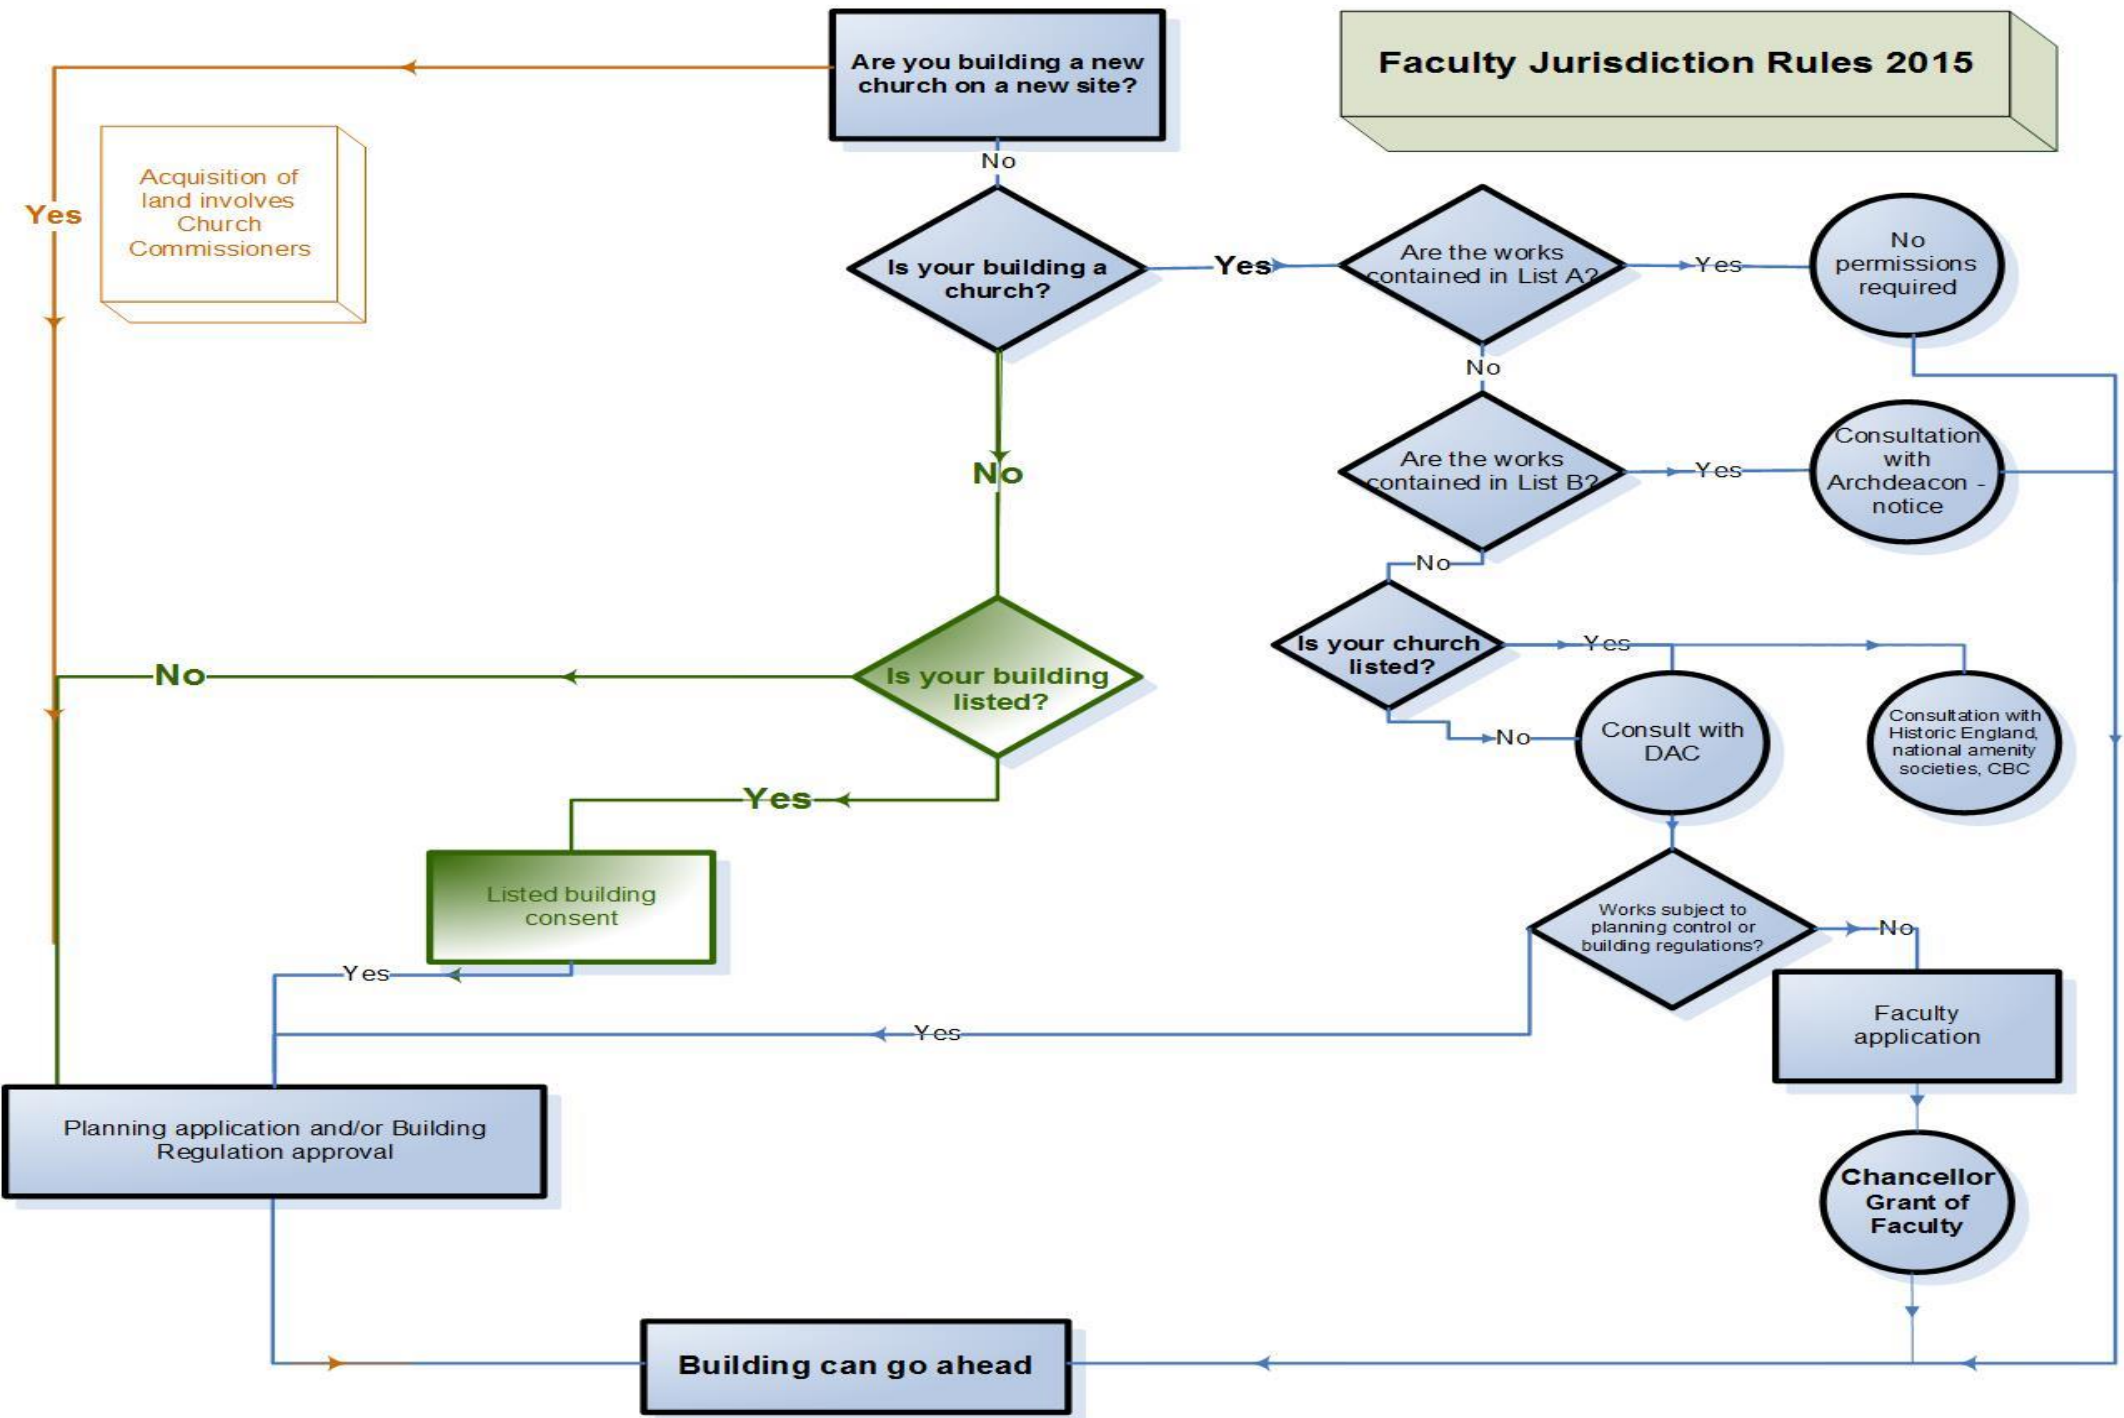 Are you building a new
church on a new site?
Faculty Jurisdiction Rules 2015
No
Acquisition of
land involves
Church
Commissioners
Yes
Is your building a
church?
Yes
Are the works
contained in List A?
Yes
No
permissions
required
No
No
Are the works
contained in List B?
Yes
Consultation
with
Archdeacon -
notice
No
Is your church
listed?
Yes
No
Consult with
DAC
Consultation with
Historic England,
national amenity
societies, CBC
Is your building
listed?
No
Yes
Listed building
consent
Yes
Works subject to
planning control or
building regulations?
No
Yes
Faculty
application
Planning application and/or Building
Regulation approval
Chancellor
Grant of
Faculty
Building can go ahead